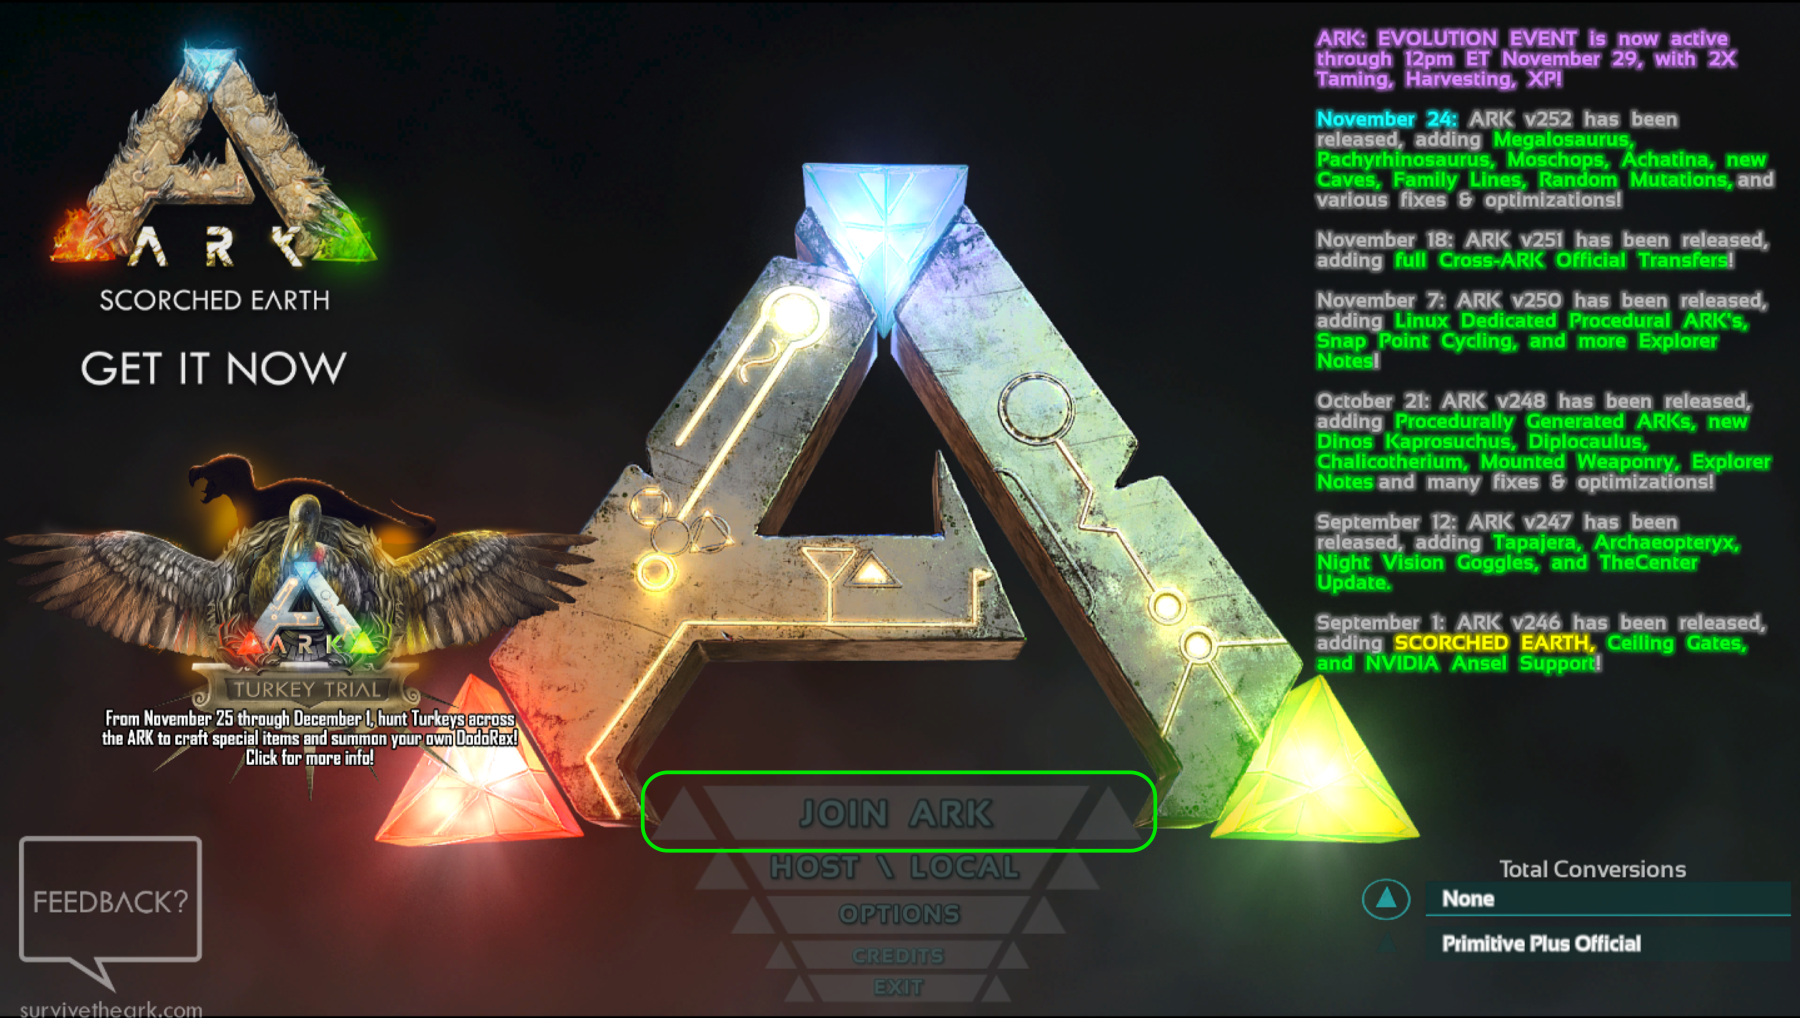 ARK
SCORCHED EARTH
GET IT NOW
ARK
TURKEY TRIAL
From November 25 through December 1, hunt Turkeys across
the ARK to craft special items and summon your own DodoRex!
Click for more info!
FEEDBACK?
survivetheark.com
JOIN ARK
HOST \ LOCAL
OPTIONS
CREDITS
EXIT
ARK: EVOLUTION EVENT is now active
through 12pm ET November 29, with 2X
Taming, Harvesting, XP!
November 24: ARK v252 has been
released, adding Megalosaurus,
Pachyrhinosaurus, Moschops, Achatina, new
Caves, Family Lines, Random Mutations, and
various fixes & optimizations!
November 18: ARK v251 has been released,
adding full Cross-ARK Official Transfers!
November 7: ARK v250 has been released,
adding Linux Dedicated Procedural ARK's,
Snap Point Cycling, and more Explorer
Notes!
October 21: ARK v248 has been released,
adding Procedurally Generated ARKs, new
Dinos Kaprosuchus, Diplocaulus,
Chalicotherium, Mounted Weaponry, Explorer
Notes and many fixes & optimizations!
September 12: ARK v247 has been
released, adding Tapajera, Archaeopteryx,
Night Vision Goggles, and TheCenter
Update.
September 1: ARK v246 has been released,
adding SCORCHED EARTH, Ceiling Gates,
and NVIDIA Ansel Support!
Total Conversions
None
Primitive Plus Official